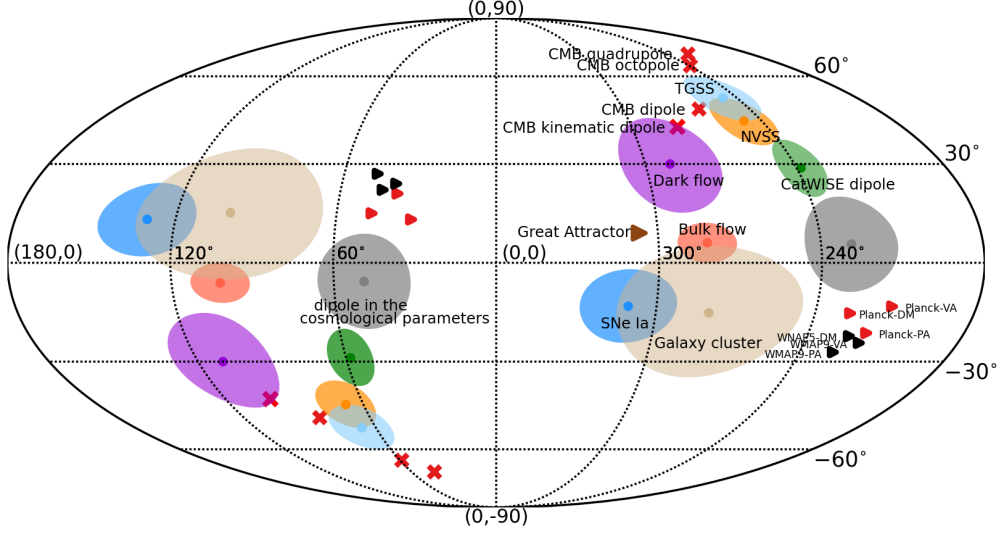 (0,90)
CMB quadrupole
CMB octopole
60°
TGSS
CMB dipole
CMB kinematic dipole
NVSS
30°
Dark flow
CatWISE dipole
Great Attractor
Bulk flow
(180,0)
120°
60°
(0,0)
300°
240°
dipole in the
cosmological parameters
SNe Ia
Galaxy cluster
Planck-VA
Planck-DM
Planck-PA
WMAP5-DM
WMAP9-VA
WMAP9-PA
−30°
−60°
(0,-90)